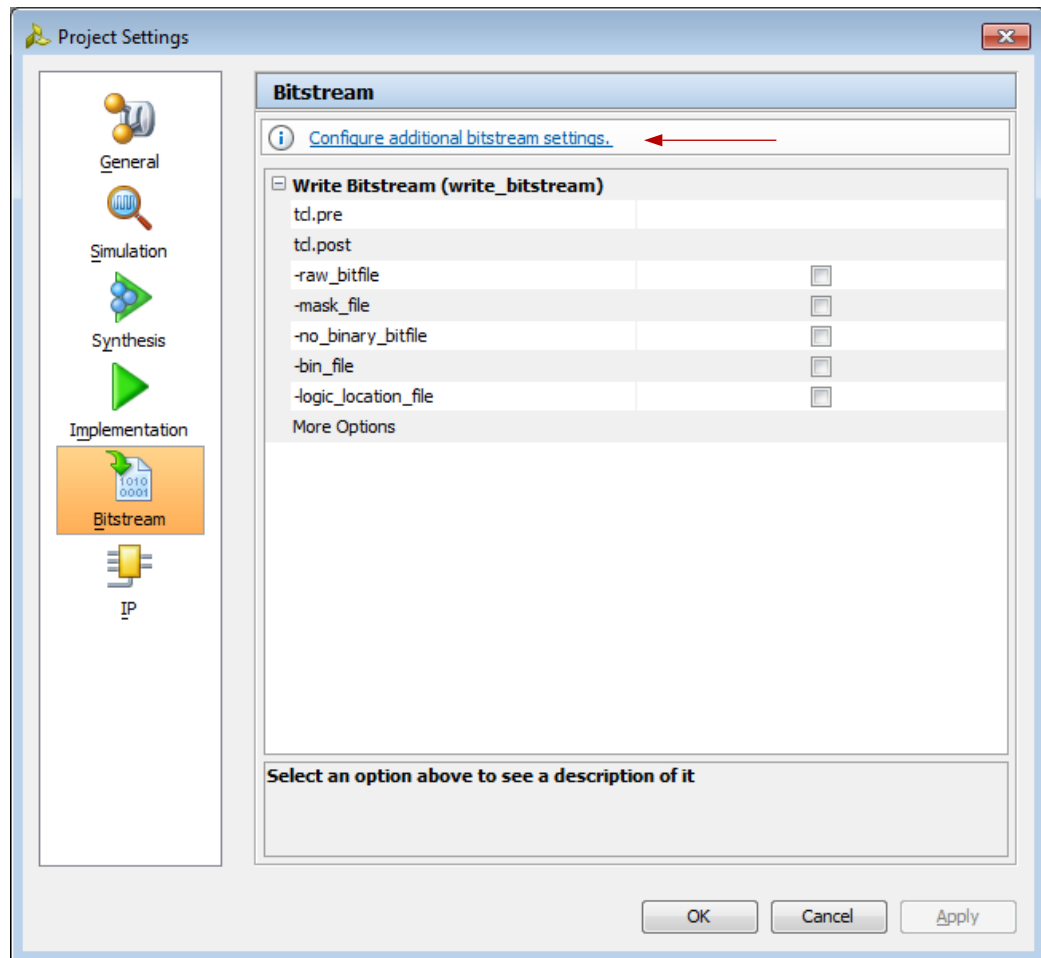 Project Settings
General
Simulation
Synthesis
Implementation
1010
0001
Bitstream
IP
Bitstream
Configure additional bitstream settings.
Write Bitstream (write_bitstream)
tcl.pre
tcl.post
-raw_bitfile
-mask_file
-no_binary_bitfile
-bin_file
-logic_location_file
More Options
Select an option above to see a description of it
OK Cancel Apply